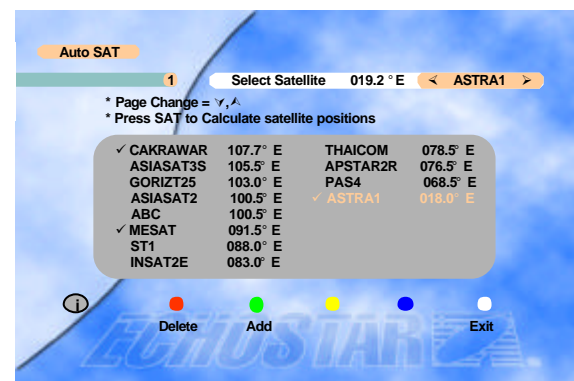 Auto SAT
1 Select Satellite 019.2 ° E ASTRA1
* Page Change = ⋎,⋏
* Press SAT to Calculate satellite positions
✓ CAKRAWAR 107.7° E THAICOM 078.5° E
ASIASAT3S 105.5° E APSTAR2R 076.5° E
GORIZT25 103.0° E PAS4 068.5° E
ASIASAT2 100.5° E ✓ ASTRA1 018.0° E
ABC 100.5° E
✓ MESAT 091.5° E
ST1 088.0° E
INSAT2E 083.0° E
i
Delete Add Exit
ECHOSTAR